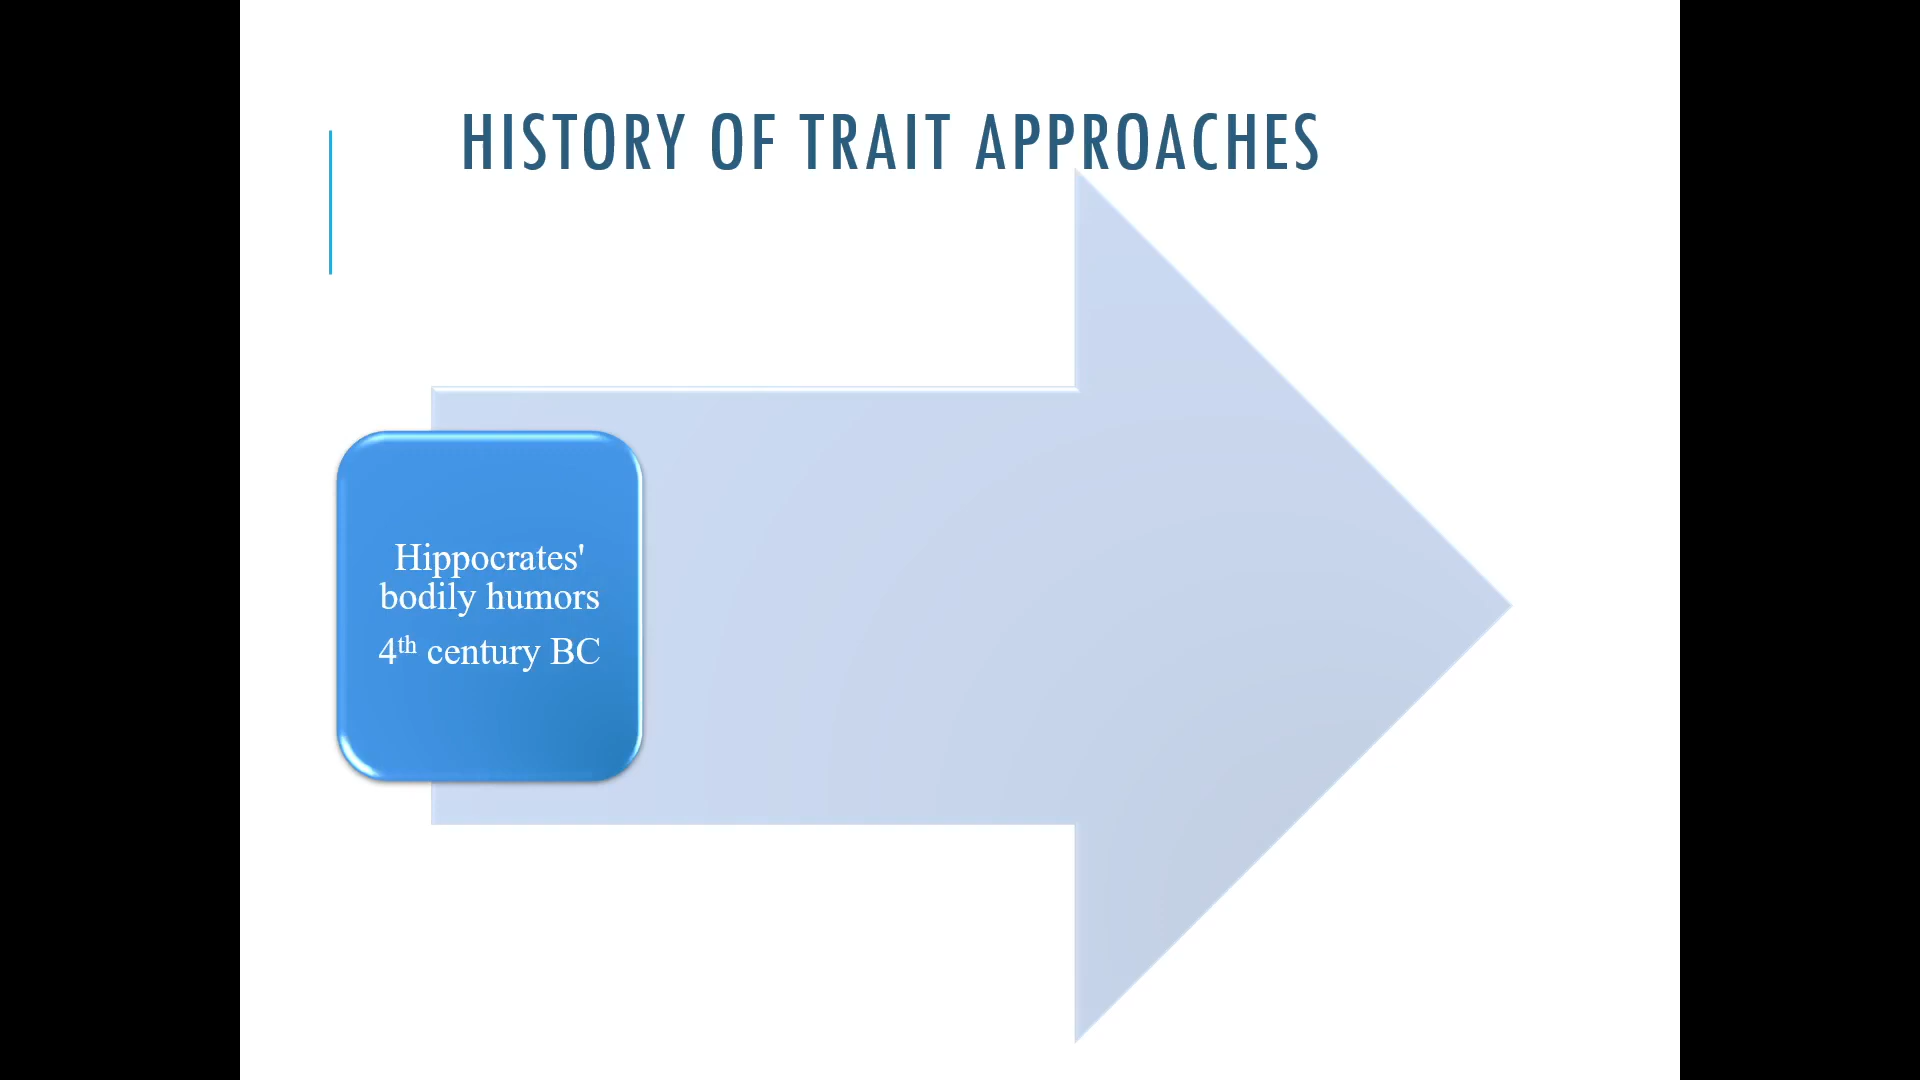 HISTORY OF TRAIT APPROACHES
Hippocrates'
bodily humors
4th century BC